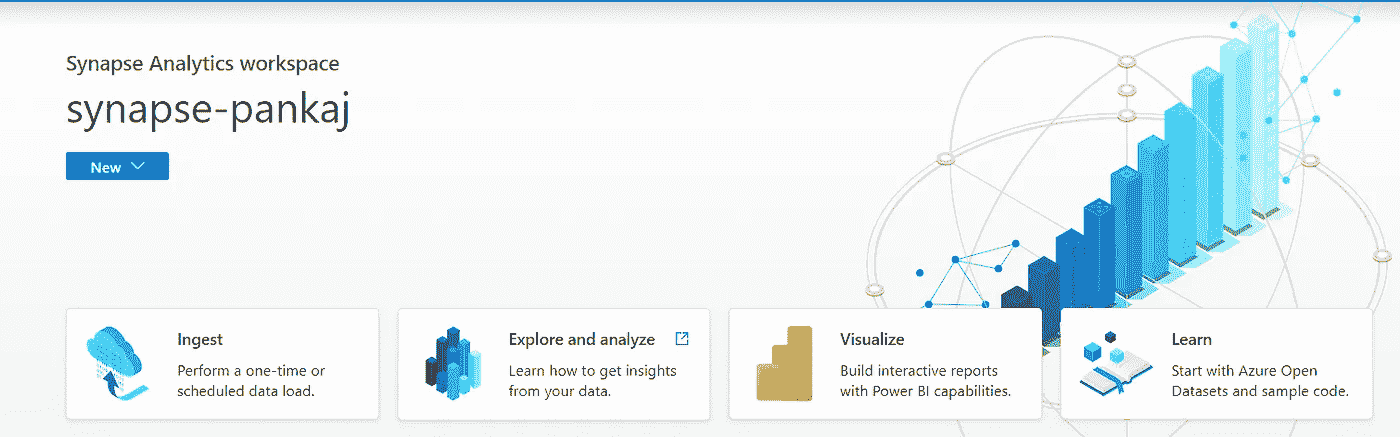 Synapse Analytics workspace
synapse-pankaj
New
Ingest
Perform a one-time or
scheduled data load.
Explore and analyze
Learn how to get insights
from your data.
Visualize
Build interactive reports
with Power BI capabilities.
Learn
Start with Azure Open
Datasets and sample code.